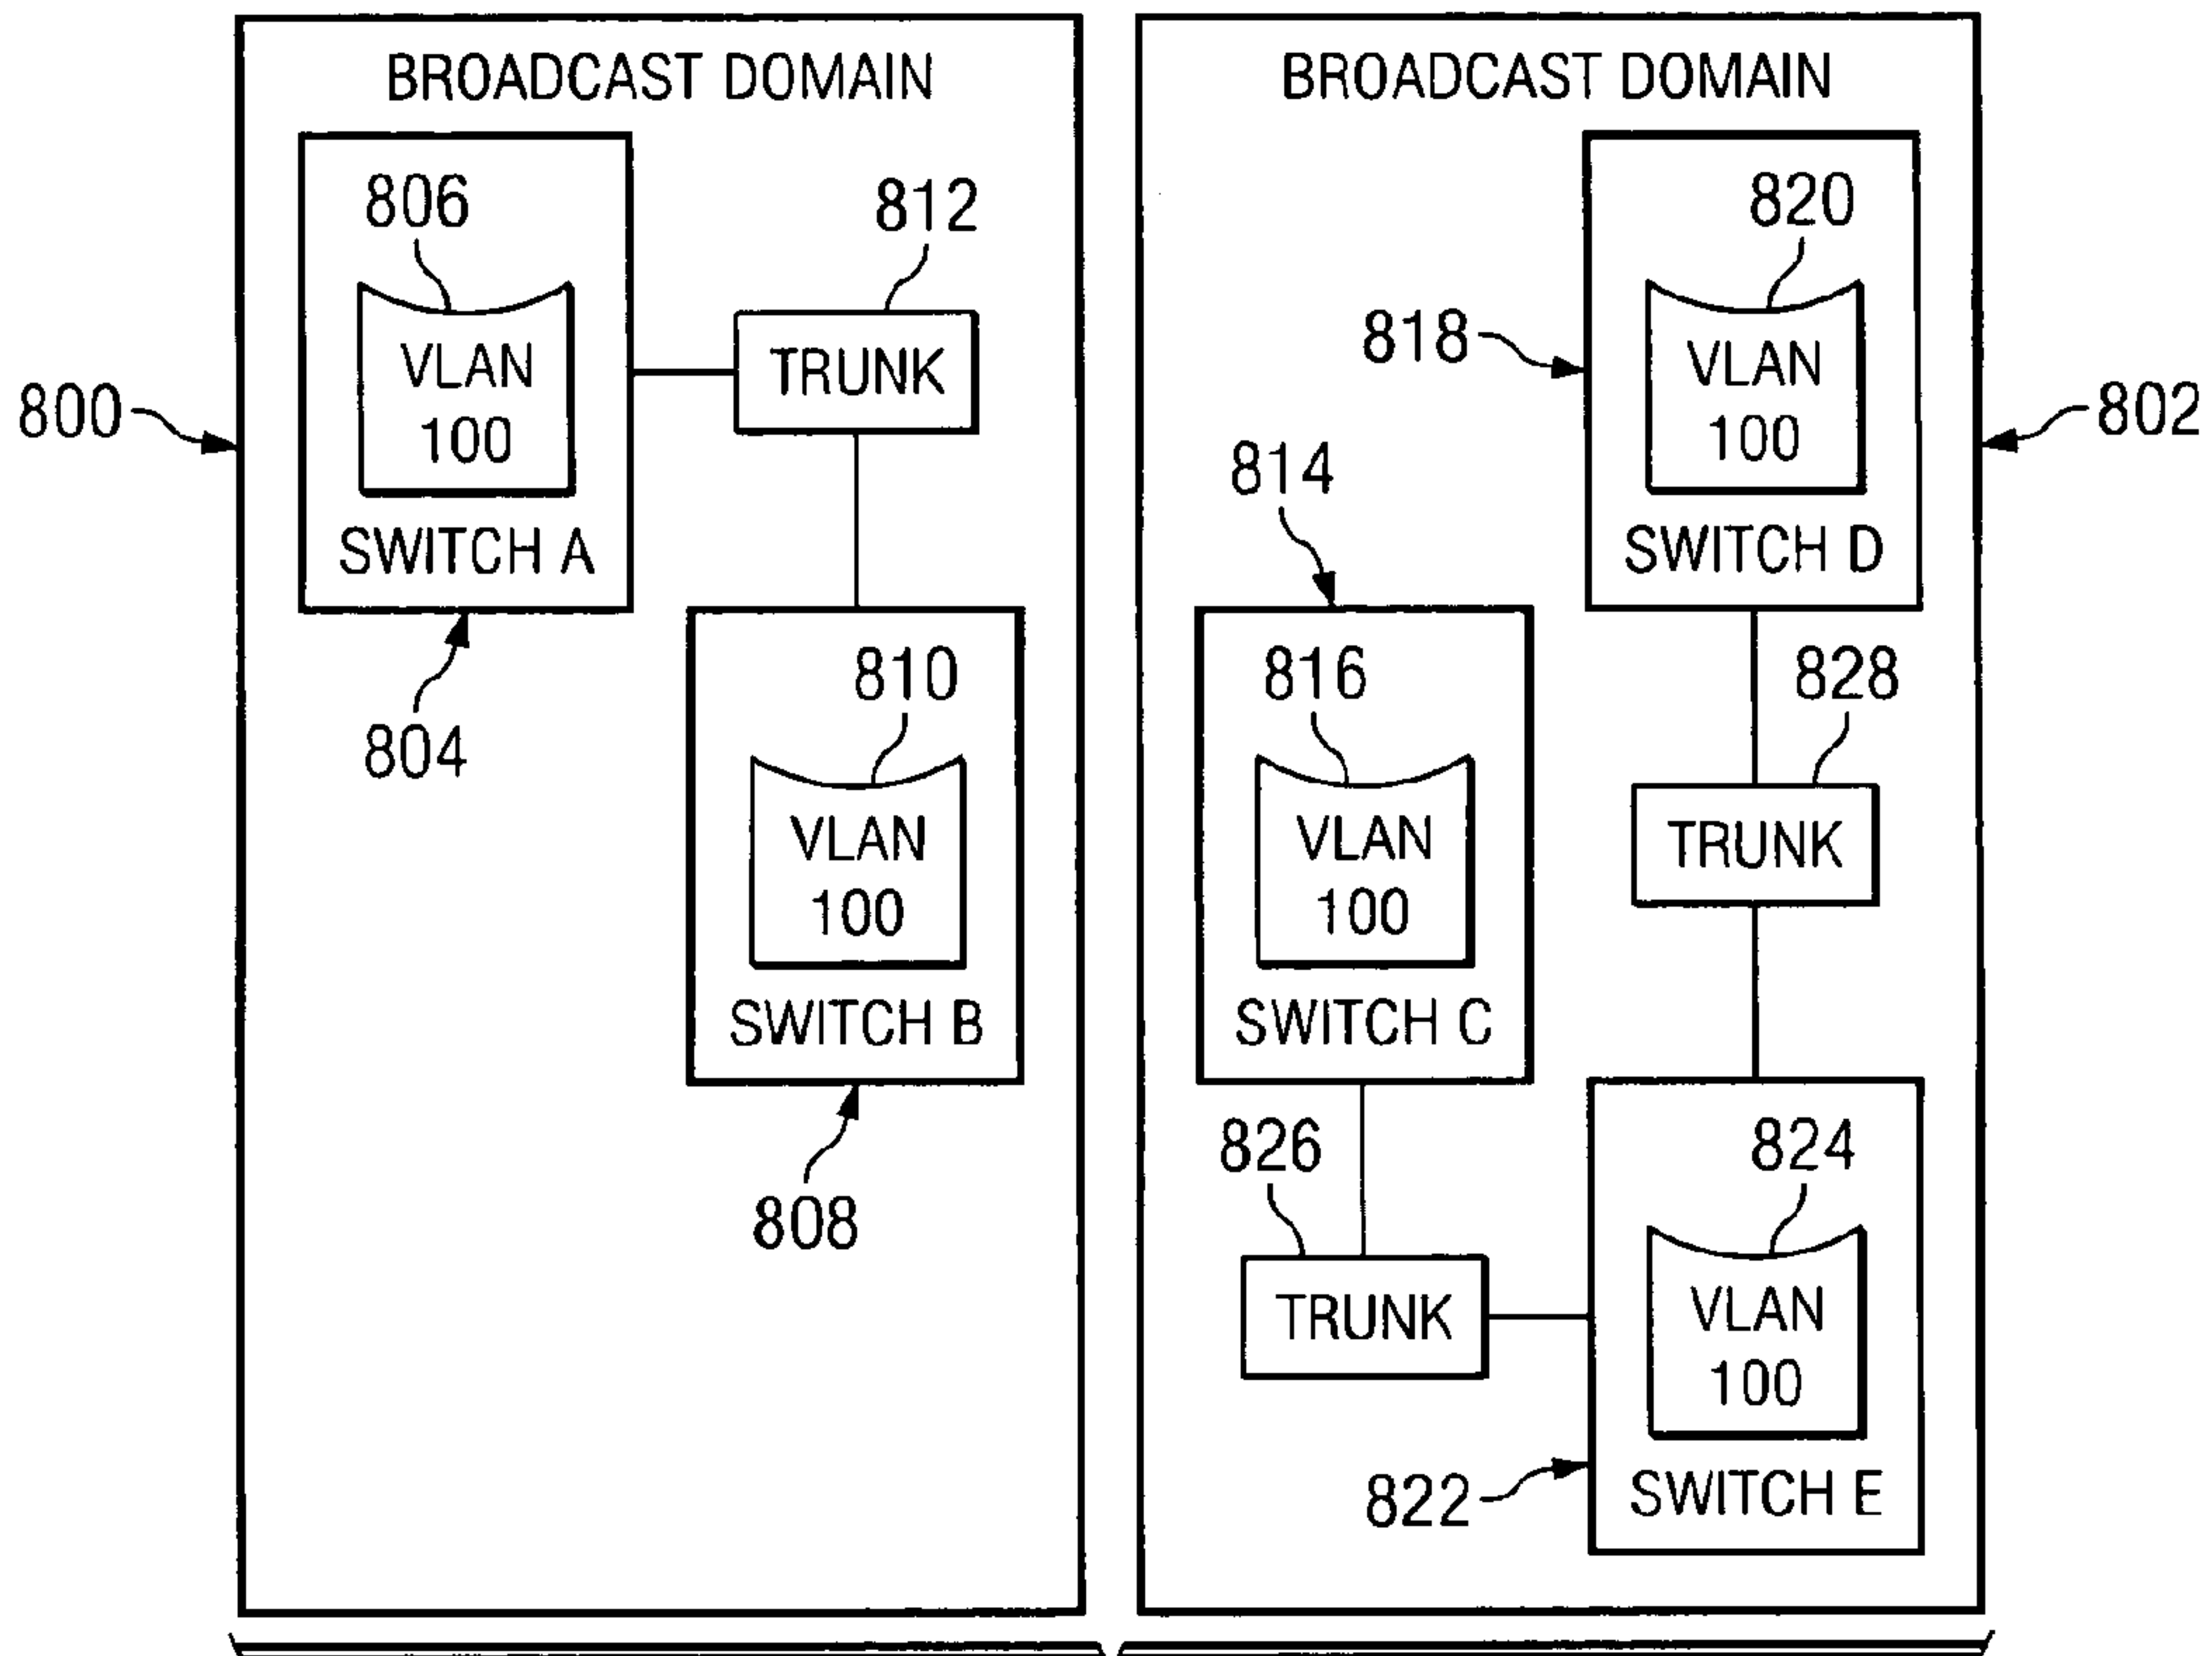 BROADCAST DOMAIN
806
812
VLAN
100
TRUNK
SWITCH A
800
804
810
VLAN
100
SWITCH B
808
BROADCAST DOMAIN
820
818
VLAN
100
SWITCH D
802
814
816
VLAN
100
SWITCH C
828
TRUNK
826
TRUNK
824
VLAN
100
SWITCH E
822